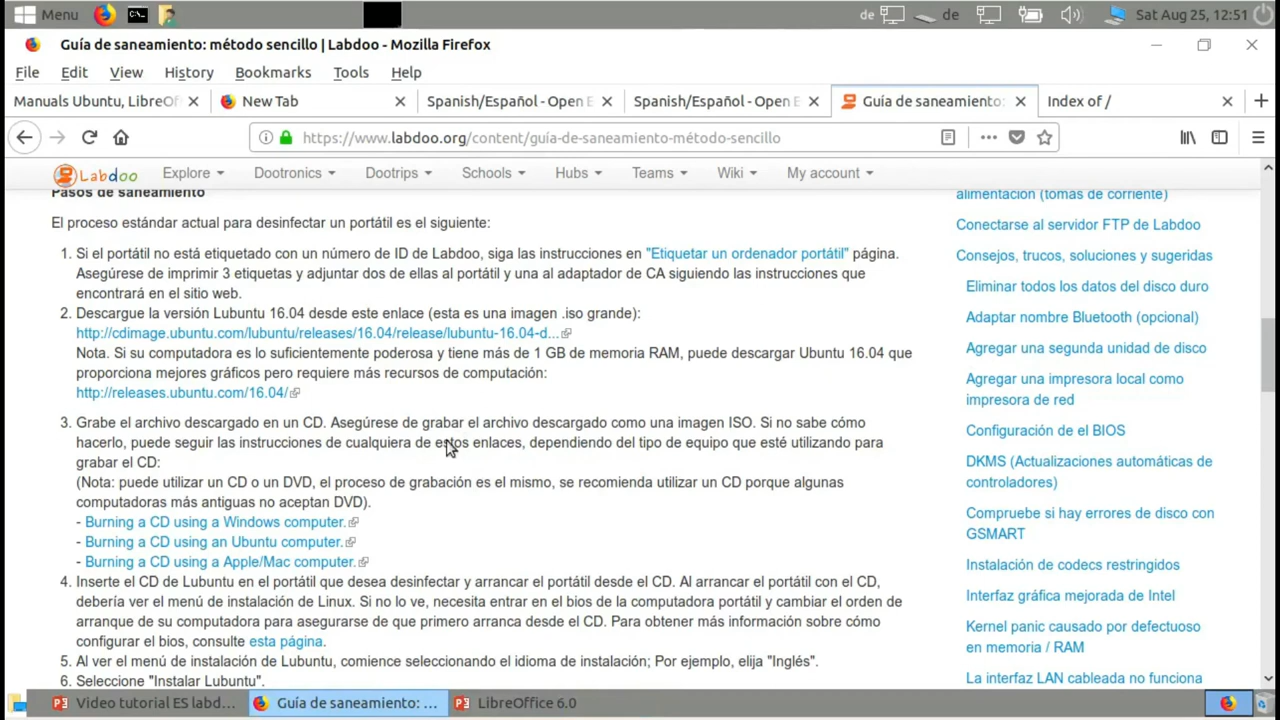 Menu
de
de
Sat Aug 25, 12:51
Guía de saneamiento: método sencillo | Labdoo - Mozilla Firefox
File Edit View History Bookmarks Tools Help
Manuals Ubuntu, LibreOf
New Tab
Spanish/Español - Open E
Spanish/Español - Open E
Guía de saneamiento:
Index of /
https://www.labdoo.org/content/guía-de-saneamiento-método-sencillo
Labdoo
Explore Dootronics Dootrips Schools Hubs Teams Wiki My account
Pasos de saneamiento
El proceso estándar actual para desinfectar un portátil es el siguiente:
1. Si el portátil no está etiquetado con un número de ID de Labdoo, siga las instrucciones en "Etiquetar un ordenador portátil" página.
Asegúrese de imprimir 3 etiquetas y adjuntar dos de ellas al portátil y una al adaptador de CA siguiendo las instrucciones que
encontrará en el sitio web.
2. Descargue la versión Lubuntu 16.04 desde este enlace (esta es una imagen .iso grande):
http://cdimage.ubuntu.com/lubuntu/releases/16.04/release/lubuntu-16.04-d...
Nota. Si su computadora es lo suficientemente poderosa y tiene más de 1 GB de memoria RAM, puede descargar Ubuntu 16.04 que
proporciona mejores gráficos pero requiere más recursos de computación:
http://releases.ubuntu.com/16.04/
3. Grabe el archivo descargado en un CD. Asegúrese de grabar el archivo descargado como una imagen ISO. Si no sabe cómo
hacerlo, puede seguir las instrucciones de cualquiera de estos enlaces, dependiendo del tipo de equipo que esté utilizando para
grabar el CD:
(Nota: puede utilizar un CD o un DVD, el proceso de grabación es el mismo, se recomienda utilizar un CD porque algunas
computadoras más antiguas no aceptan DVD).
- Burning a CD using a Windows computer.
- Burning a CD using an Ubuntu computer.
- Burning a CD using a Apple/Mac computer.
4. Inserte el CD de Lubuntu en el portátil que desea desinfectar y arrancar el portátil desde el CD. Al arrancar el portátil con el CD,
debería ver el menú de instalación de Linux. Si no lo ve, necesita entrar en el bios de la computadora portátil y cambiar el orden de
arranque de su computadora para asegurarse de que primero arranca desde el CD. Para obtener más información sobre cómo
configurar el bios, consulte esta página.
5. Al ver el menú de instalación de Lubuntu, comience seleccionando el idioma de instalación; Por ejemplo, elija "Inglés".
6. Seleccione "Instalar Lubuntu".
alimentación (tomas de corriente)
Conectarse al servidor FTP de Labdoo
Consejos, trucos, soluciones y sugeridas
Eliminar todos los datos del disco duro
Adaptar nombre Bluetooth (opcional)
Agregar una segunda unidad de disco
Agregar una impresora local como
impresora de red
Configuración de el BIOS
DKMS (Actualizaciones automáticas de
controladores)
Compruebe si hay errores de disco con
GSMART
Instalación de codecs restringidos
Interfaz gráfica mejorada de Intel
Kernel panic causado por defectuoso
en memoria / RAM
La interfaz LAN cableada no funciona
Video tutorial ES labd...
Guía de saneamiento: ...
LibreOffice 6.0